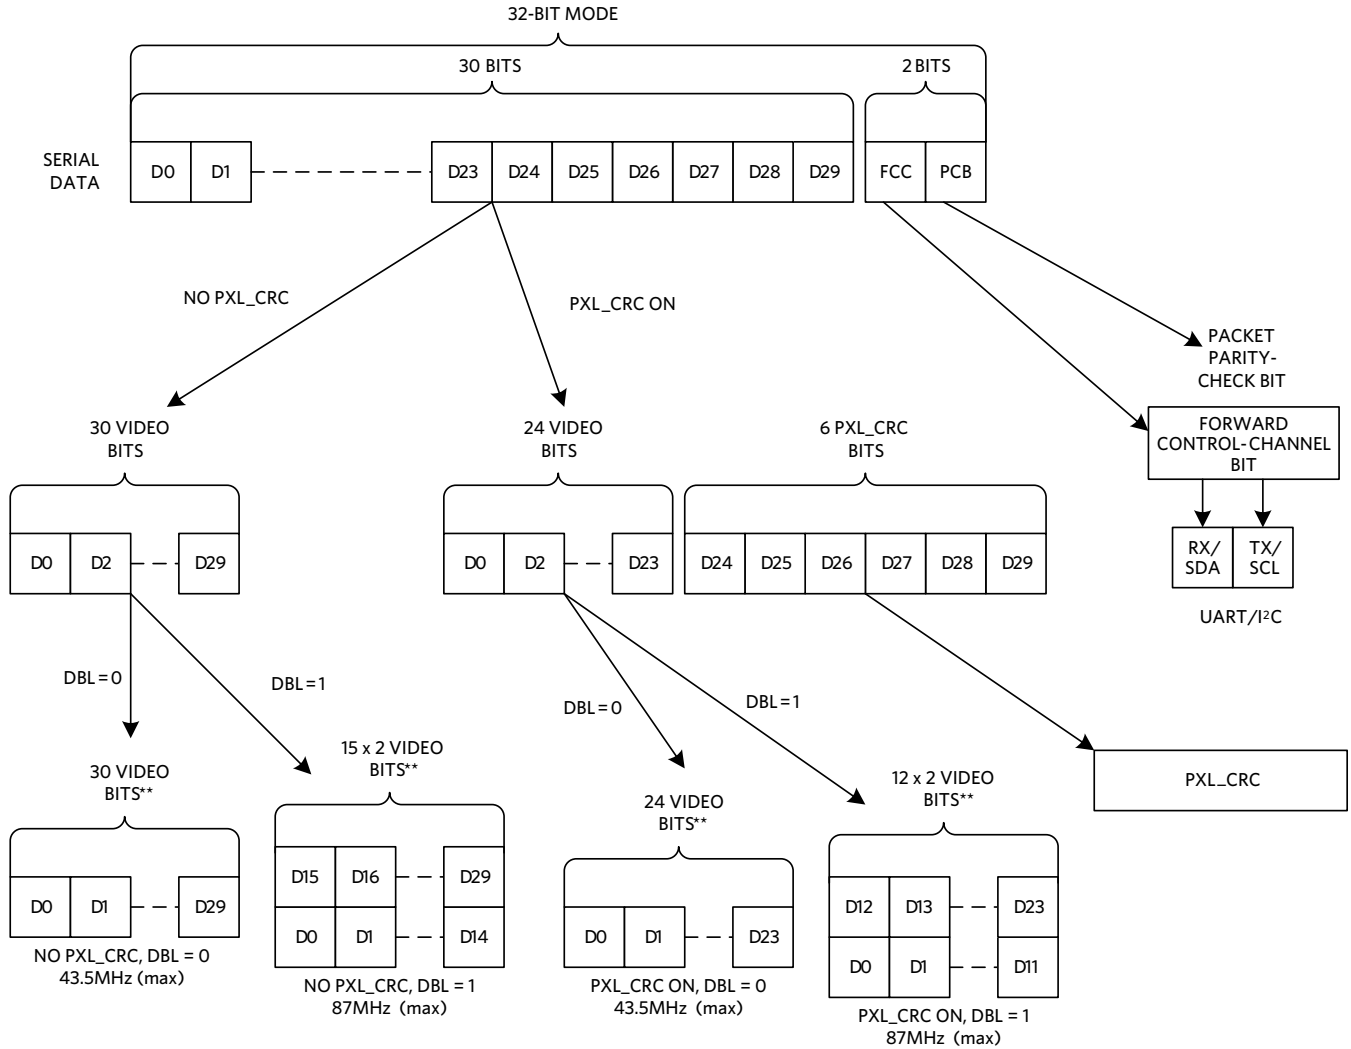 32-BIT MODE
30 BITS
2 BITS
SERIAL
DATA
D0 D1 D23 D24 D25 D26 D27 D28 D29 FCC PCB
NO PXL_CRC
PXL_CRC ON
PACKET
PARITY-
CHECK BIT
30 VIDEO
BITS
24 VIDEO
BITS
6 PXL_CRC
BITS
FORWARD
CONTROL-CHANNEL
BIT
D0 D2 D29
D0 D2 D23
D24 D25 D26 D27 D28 D29
RX/
SDA
TX/
SCL
UART/I²C
DBL=0
DBL=1
DBL=0
DBL=1
30 VIDEO
BITS**
15 x 2 VIDEO
BITS**
24 VIDEO
BITS**
12 x 2 VIDEO
BITS**
PXL_CRC
D0 D1 D29
NO PXL_CRC, DBL = 0
43.5MHz (max)
D15 D16 D29
D0 D1 D14
NO PXL_CRC, DBL = 1
87MHz (max)
D0 D1 D23
PXL_CRC ON, DBL = 0
43.5MHz (max)
D12 D13 D23
D0 D1 D11
PXL_CRC ON, DBL = 1
87MHz (max)